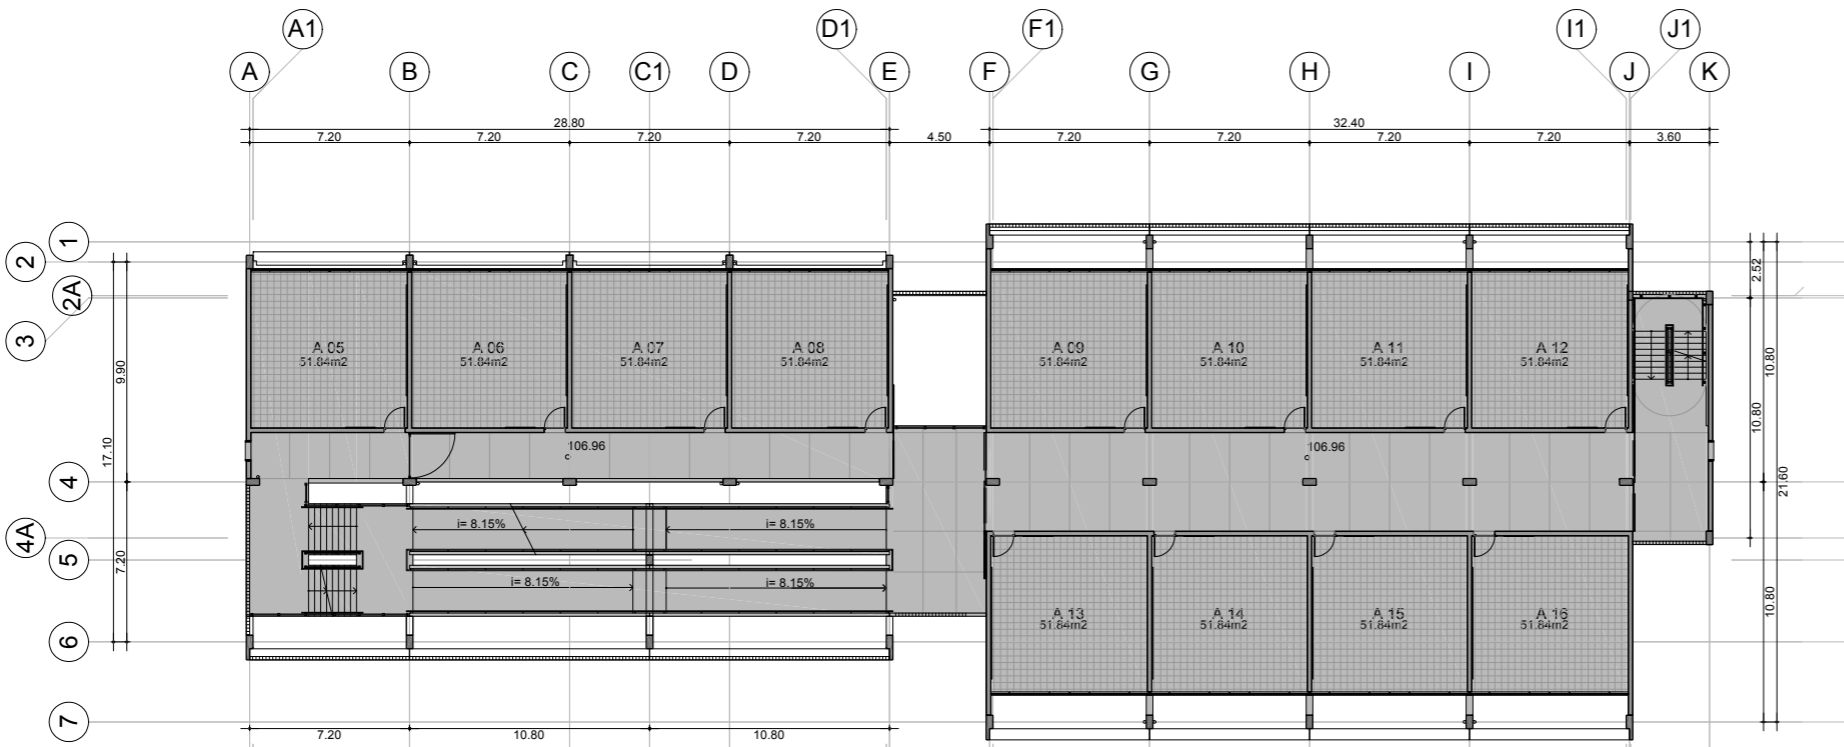 A1
D1
F1
I1
J1
A
B
C
C1
D
E
F
G
H
I
J
K
28.80
32.40
7.20
7.20
7.20
7.20
4.50
7.20
7.20
7.20
7.20
3.60
1
2
2A
3
4
4A
5
6
7
9.90
17.10
7.20
2.52
10.80
10.80
21.60
10.80
A 05
51.84m2
A 06
51.84m2
A 07
51.84m2
A 08
51.84m2
A 09
51.84m2
A 10
51.84m2
A 11
51.84m2
A 12
51.84m2
106.96
106.96
i= 8.15%
i= 8.15%
i= 8.15%
i= 8.15%
A 13
51.84m2
A 14
51.84m2
A 15
51.84m2
A 16
51.84m2
7.20
10.80
10.80